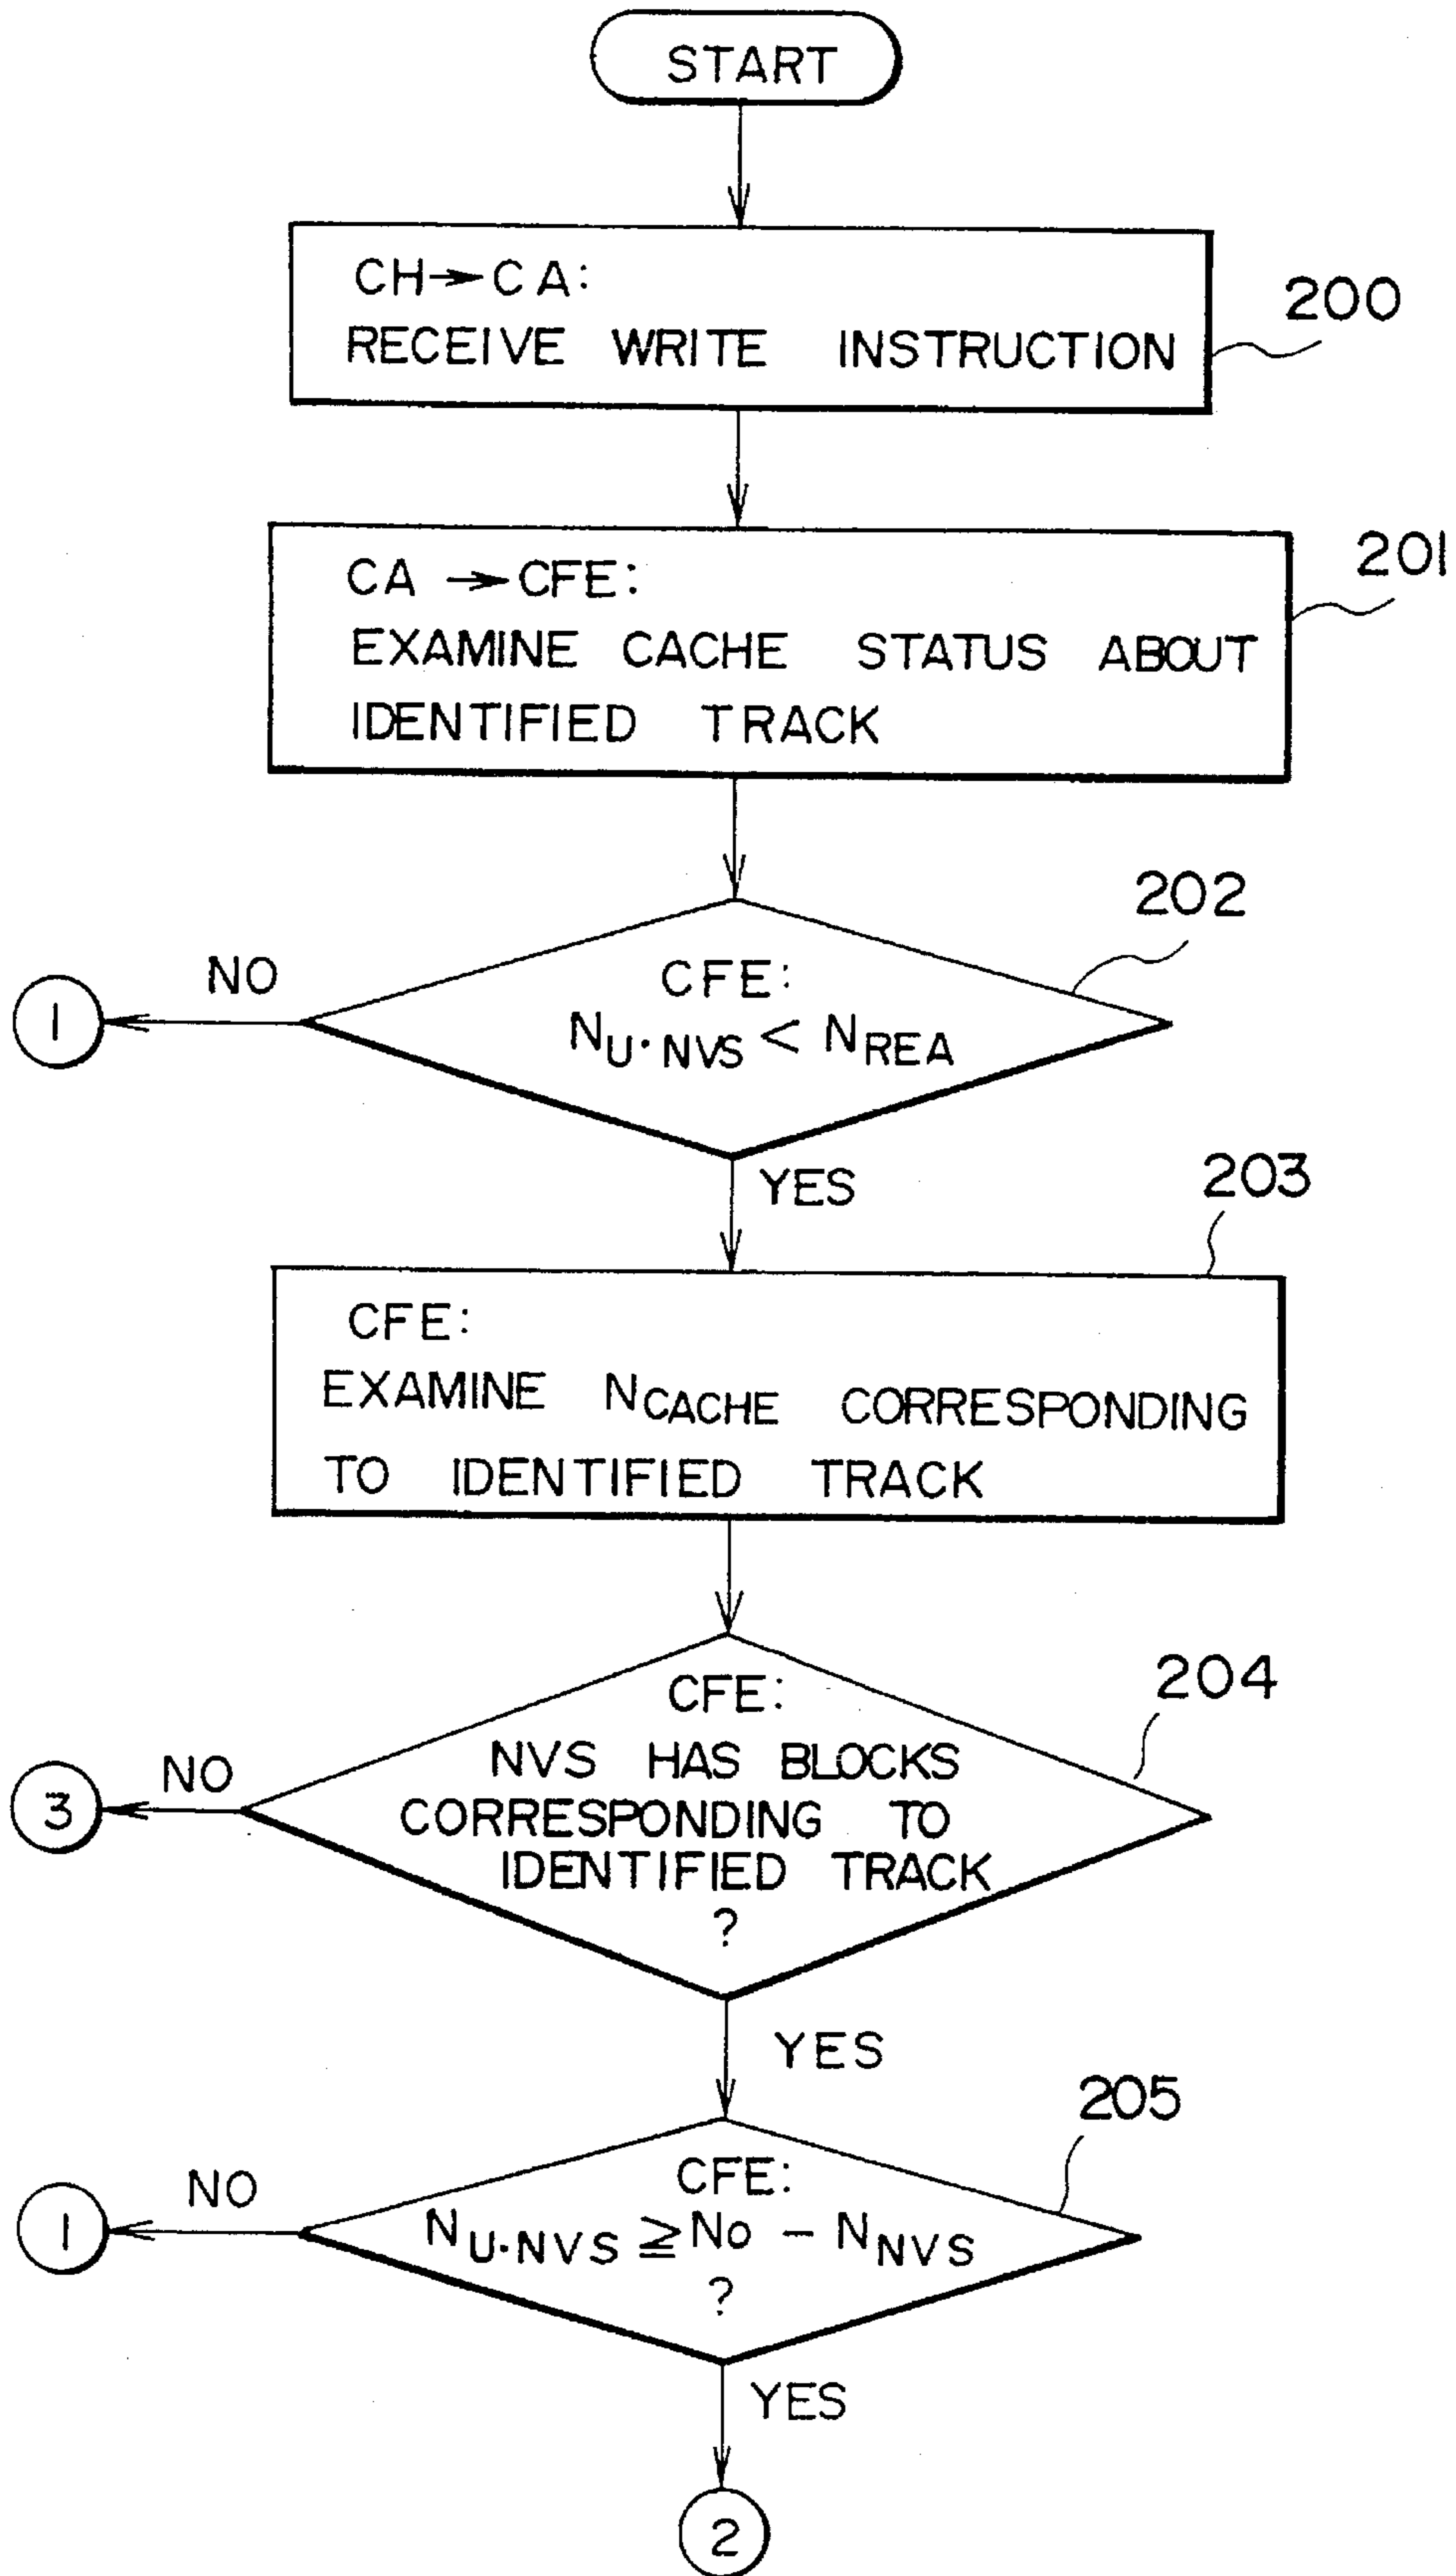 START
CH→CA:
RECEIVE WRITE INSTRUCTION
200
CA →CFE:
EXAMINE CACHE STATUS ABOUT
IDENTIFIED TRACK
201
202
NO
1
CFE:
NU·NVS < NREA
YES
203
CFE:
EXAMINE NCACHE CORRESPONDING
TO IDENTIFIED TRACK
204
NO
3
CFE:
NVS HAS BLOCKS
CORRESPONDING TO
IDENTIFIED TRACK
?
YES
205
NO
1
CFE:
NU·NVS ≧ No – NNVS
?
YES
2